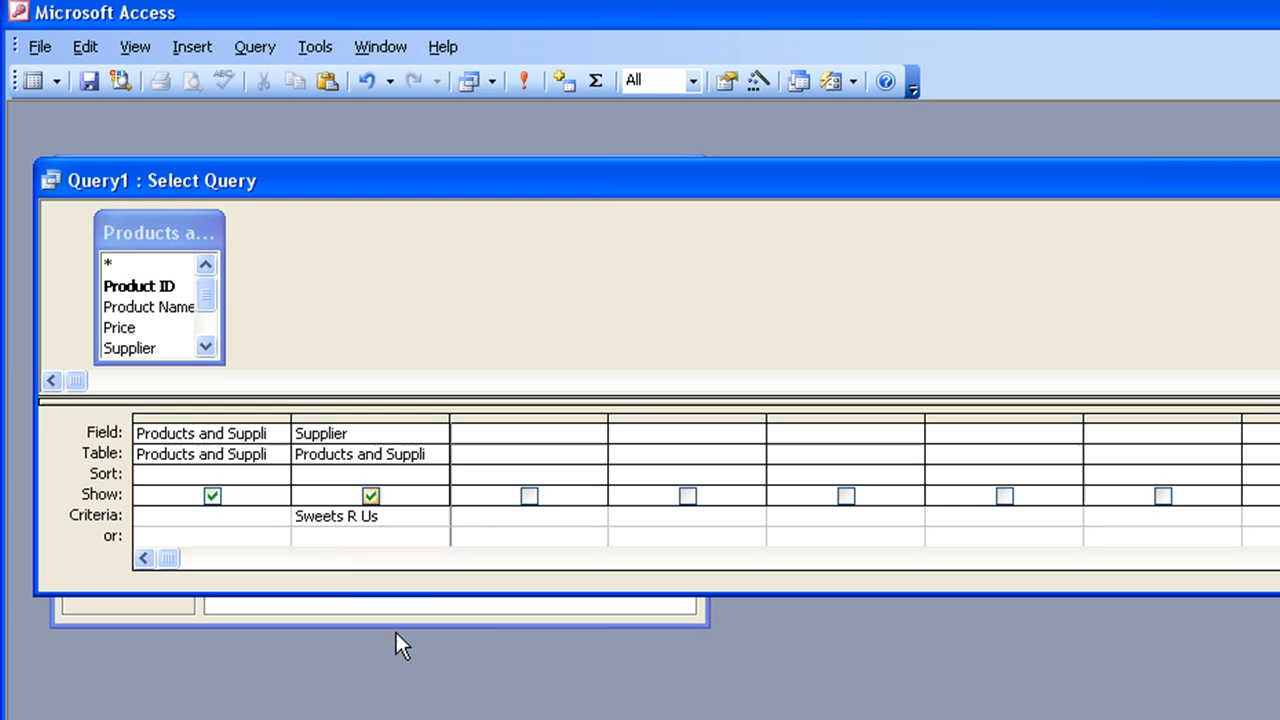 Microsoft Access
File Edit View Insert Query Tools Window Help
ABC Σ All
Query1 : Select Query
Products a...
*
Product ID
Product Name
Price
Supplier
Field: Products and Suppli Supplier
Table: Products and Suppli Products and Suppli
Sort:
Show:
Criteria: Sweets R Us
or: